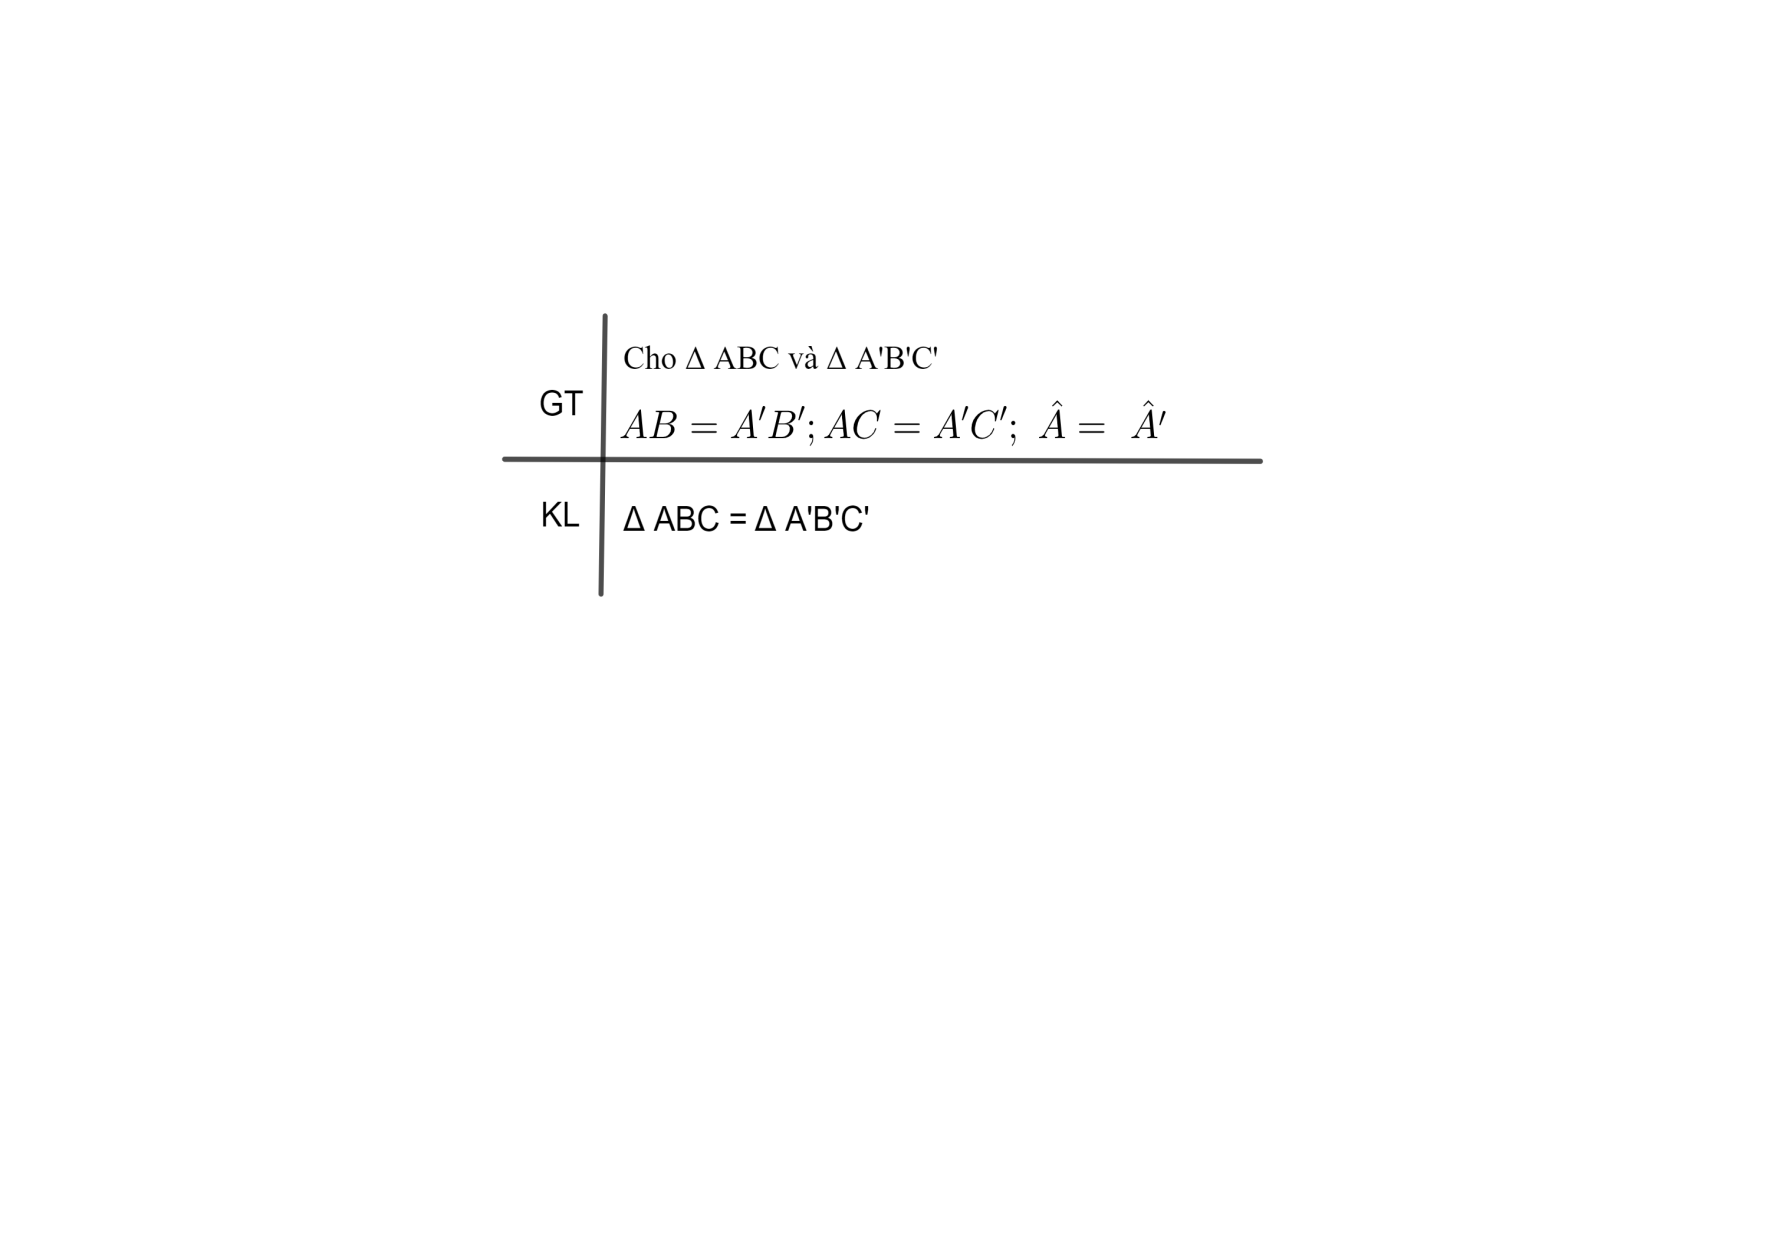 GT
Cho Δ ABC và Δ A'B'C'
AB = A′B′; AC = A′C′; Â = Â′
KL
Δ ABC = Δ A'B'C'